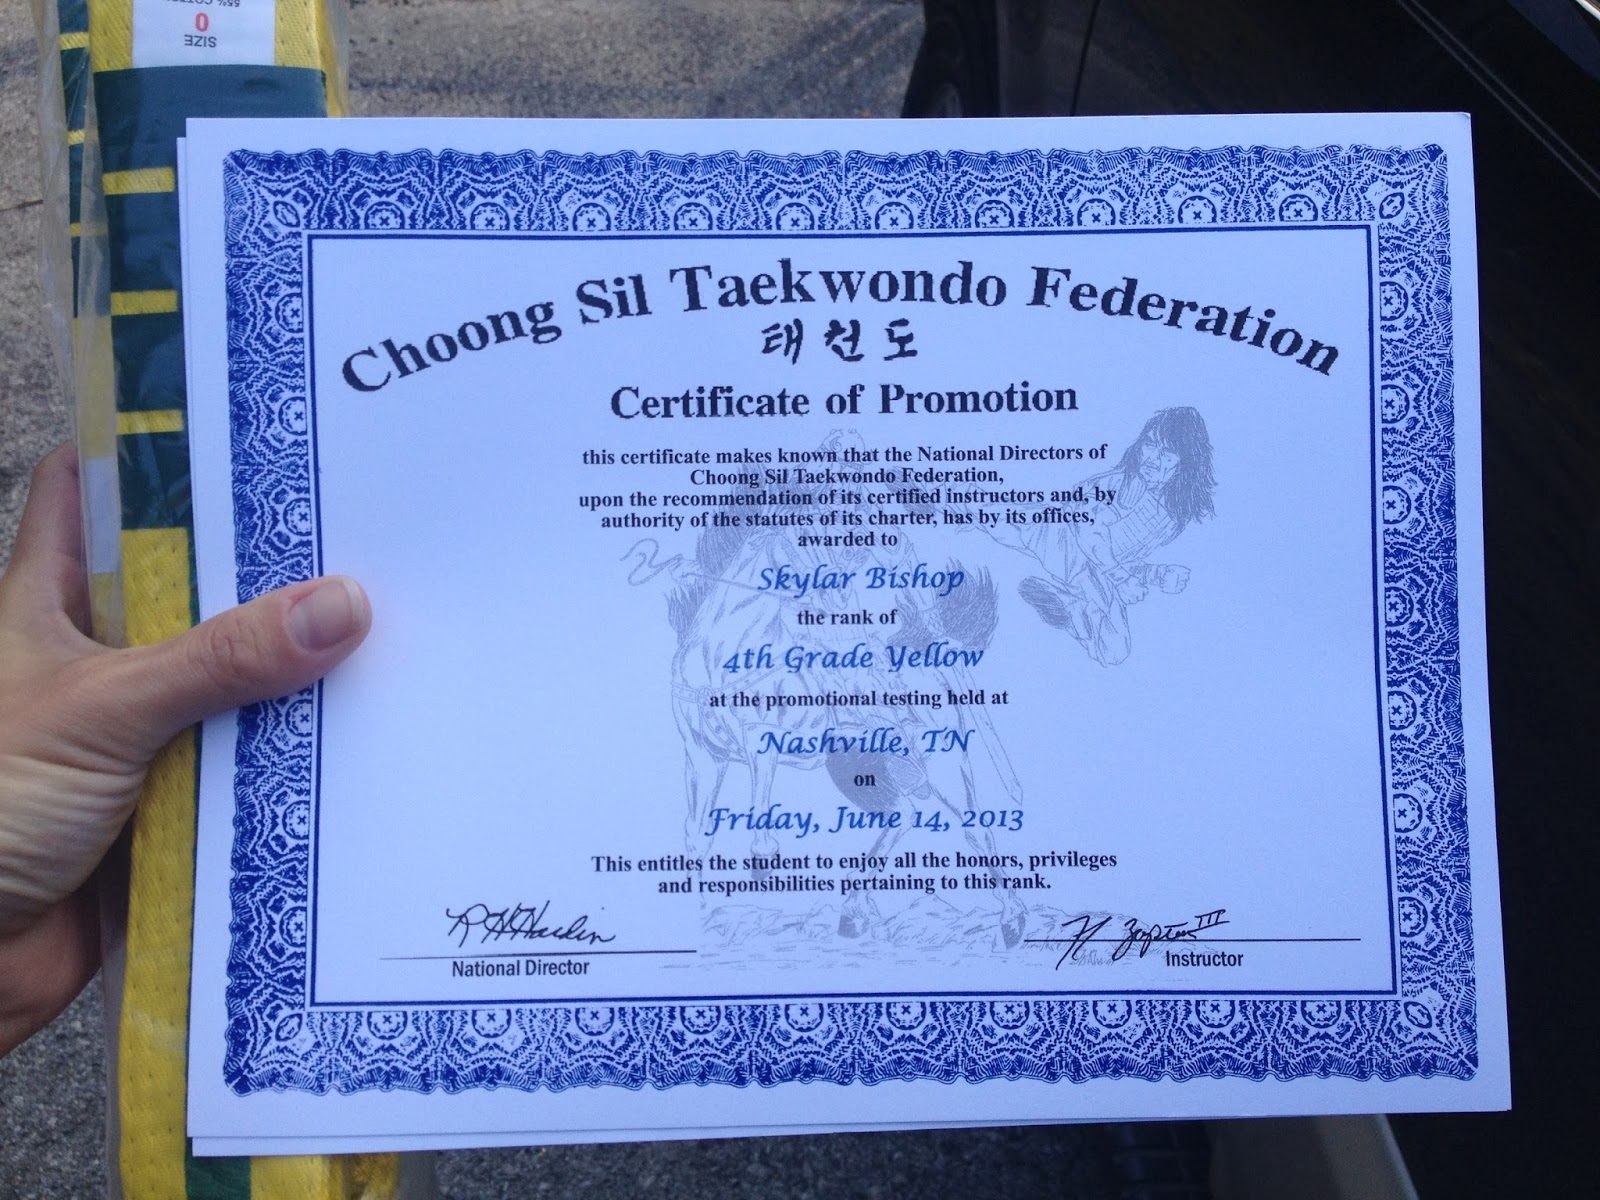 SIZE
0
Choong Sil Taekwondo Federation
태 천 도
Certificate of Promotion
this certificate makes known that the National Directors of
Choong Sil Taekwondo Federation,
upon the recommendation of its certified instructors and, by
authority of the statutes of its charter, has by its offices,
awarded to
Skylar Bishop
the rank of
4th Grade Yellow
at the promotional testing held at
Nashville, TN
on
Friday, June 14, 2013
This entitles the student to enjoy all the honors, privileges
and responsibilities pertaining to this rank.
National Director
Instructor